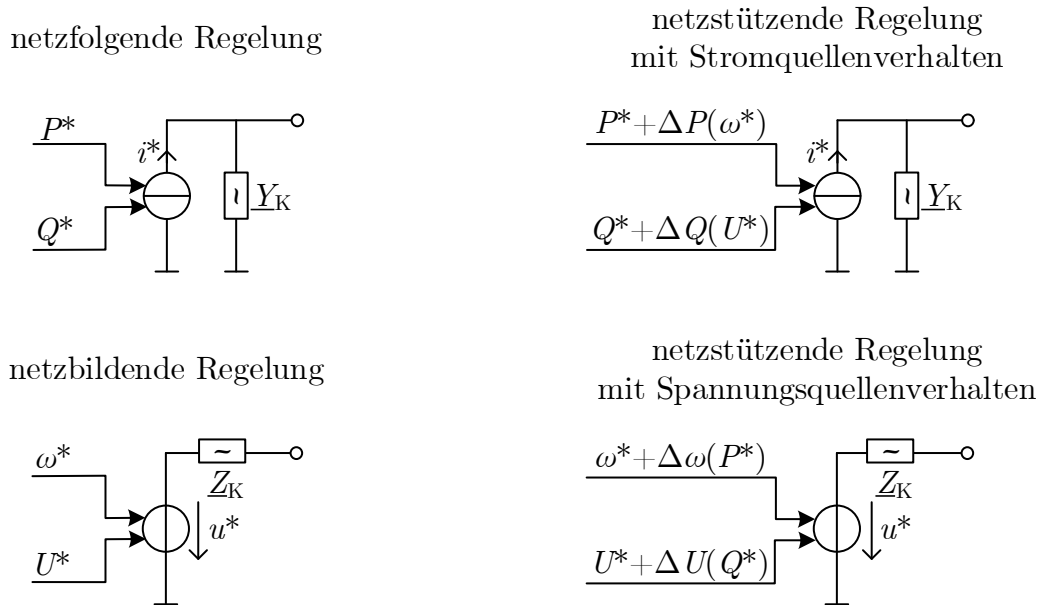 netzfolgende Regelung
P*
i*
Y_K
Q*
netzstützende Regelung
mit Stromquellenverhalten
P*+ΔP(ω*)
i*
Y_K
Q*+ΔQ(U*)
netzbildende Regelung
ω*
Z_K
u*
U*
netzstützende Regelung
mit Spannungsquellenverhalten
ω*+Δω(P*)
Z_K
u*
U*+ΔU(Q*)